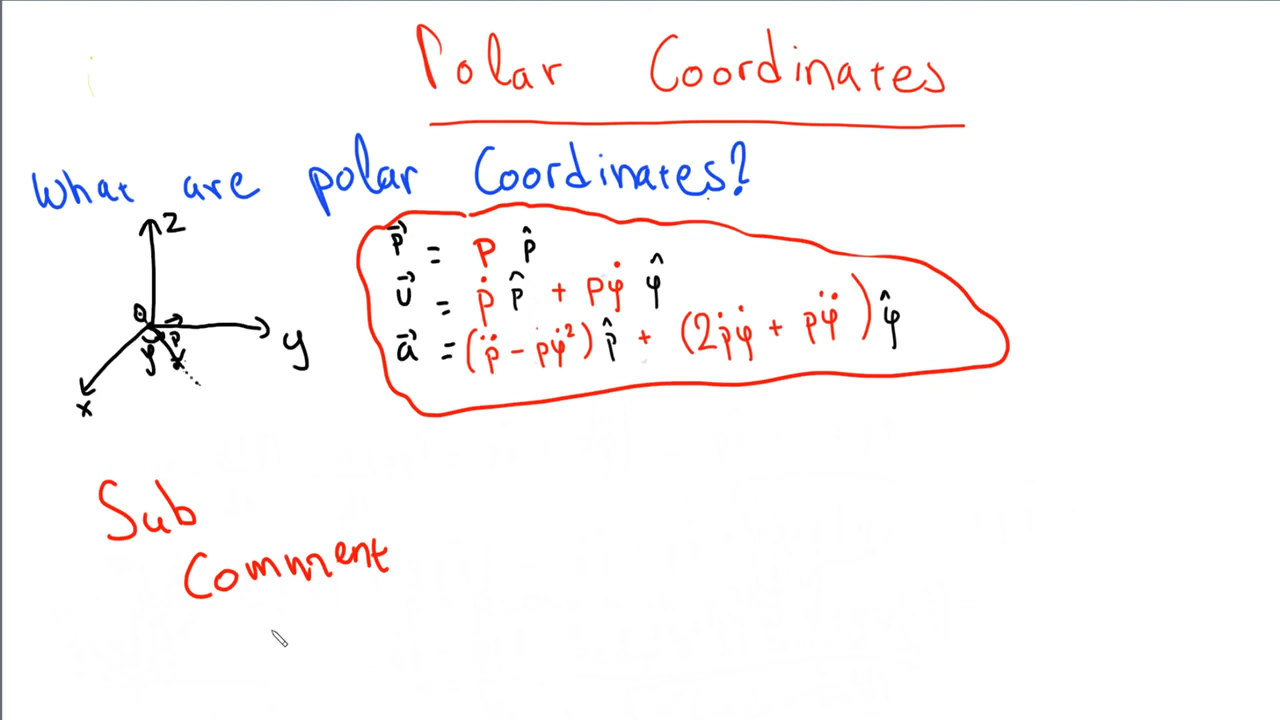 Polar Coordinates
What are polar Coordinates?
Z
O
y
x
φ
ρ
ρ⃗ = ρ ρ̂
υ⃗ = ρ̇ ρ̂ + ρφ̇ φ̂
a⃗ = (ρ̈ - ρφ̇²) ρ̂ + (2ρ̇φ̇ + ρφ̈) φ̂
Sub
Comment